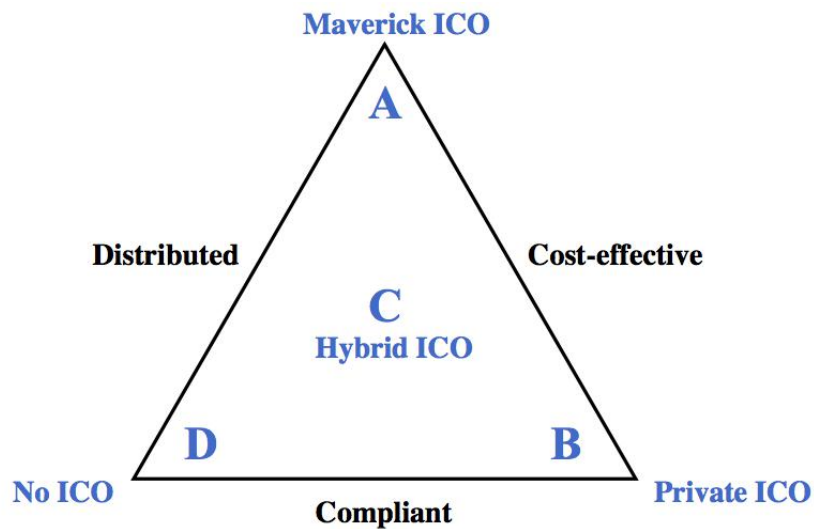 Maverick ICO
A
Distributed
Cost-effective
C
Hybrid ICO
D
B
No ICO
Private ICO
Compliant